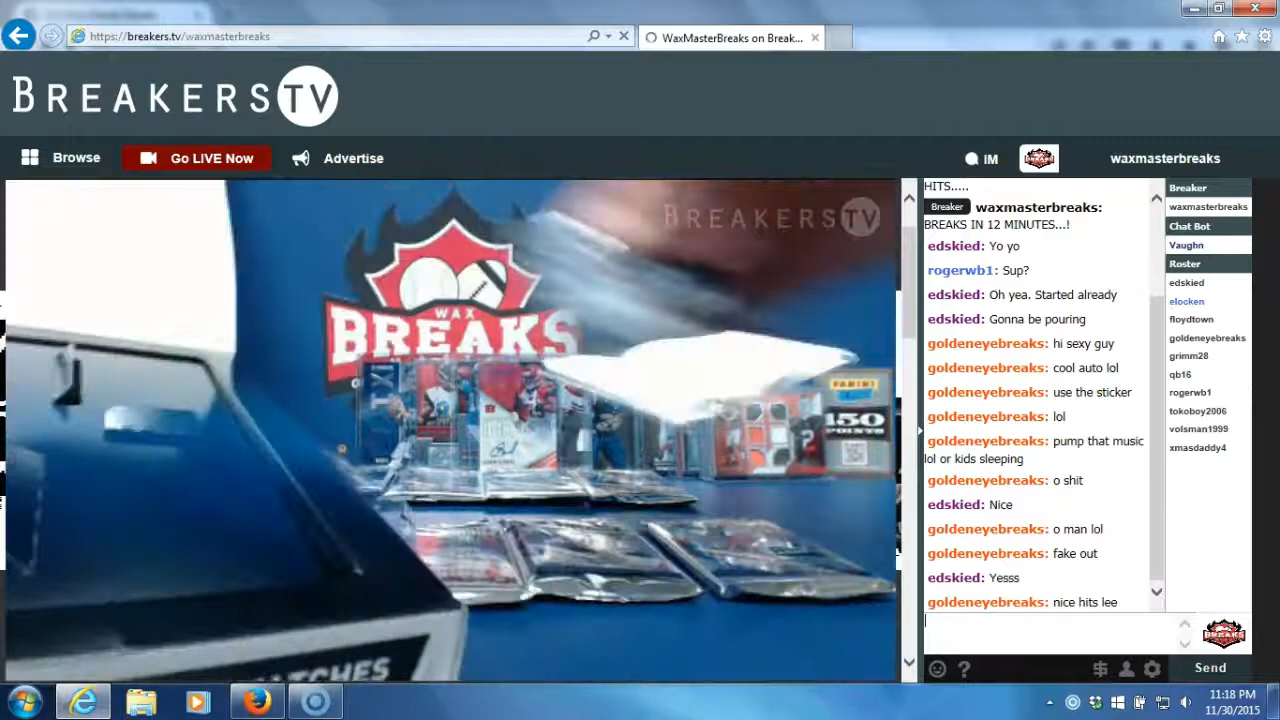 https://breakers.tv/waxmasterbreaks
WaxMasterBreaks on Break...
BREAKERSTV
Browse
Go LIVE Now
Advertise
IM
waxmasterbreaks
BREAKERSTV
WAX
BREAKS
PANINI
150
POINTS
HITS.....
Breaker waxmasterbreaks:
BREAKS IN 12 MINUTES...!
edskied: Yo yo
rogerwb1: Sup?
edskied: Oh yea. Started already
edskied: Gonna be pouring
goldeneyebreaks: hi sexy guy
goldeneyebreaks: cool auto lol
goldeneyebreaks: use the sticker
goldeneyebreaks: lol
goldeneyebreaks: pump that music
lol or kids sleeping
goldeneyebreaks: o shit
edskied: Nice
goldeneyebreaks: o man lol
goldeneyebreaks: fake out
edskied: Yesss
goldeneyebreaks: nice hits lee
Breaker
waxmasterbreaks
Chat Bot
Vaughn
Roster
edskied
elocken
floydtown
goldeneyebreaks
grimm28
qb16
rogerwb1
tokoboy2006
volsman1999
xmasdaddy4
BREAKS
?
Send
11:18 PM
11/30/2015